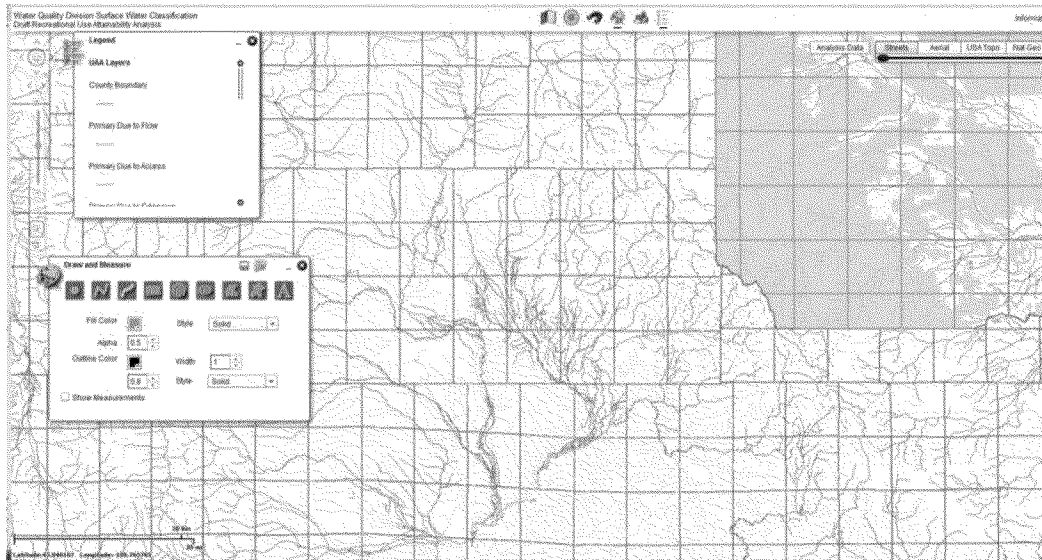 Water Quality Division Surface Water Classification
Draft Recreational Use Attainability Analysis
Legend
UAA Layers
County Boundary
Primary Due to Flow
Primary Due to Access
Analysis Data
Streets
Aerial
USA Topo
Nat Geo
Draw and Measure
Fill Color
Style
Solid
Alpha
0.5
Outline Color
Width
1
Style
Solid
Show Measurements